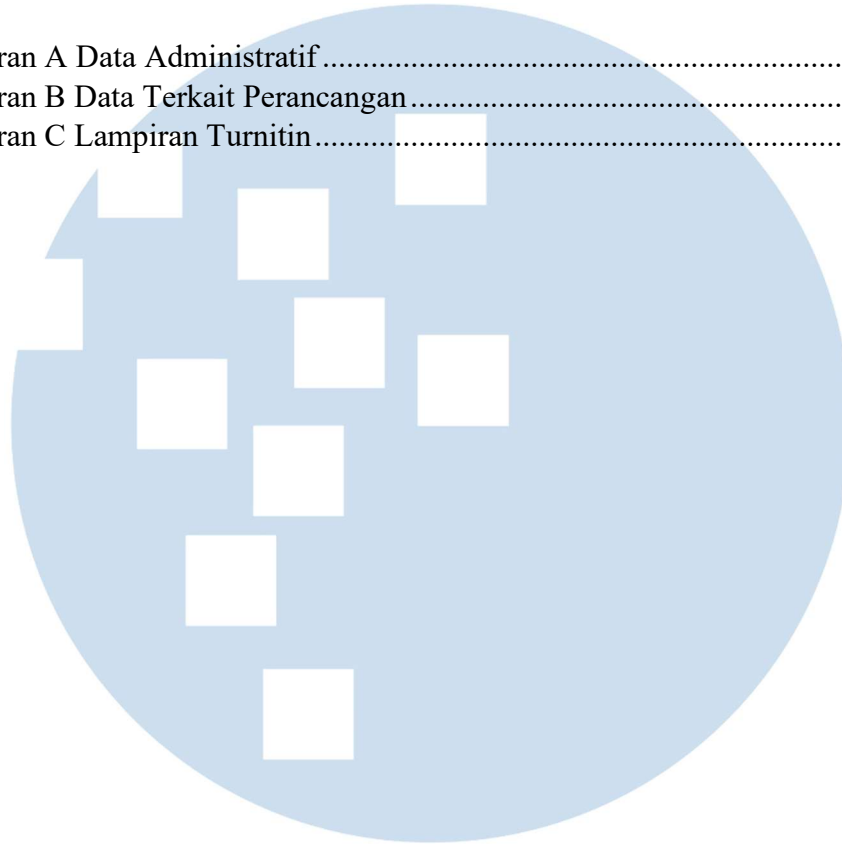 ran A Data Administratif ................................................................
ran B Data Terkait Perancangan .....................................................
ran C Lampiran Turnitin .................................................................